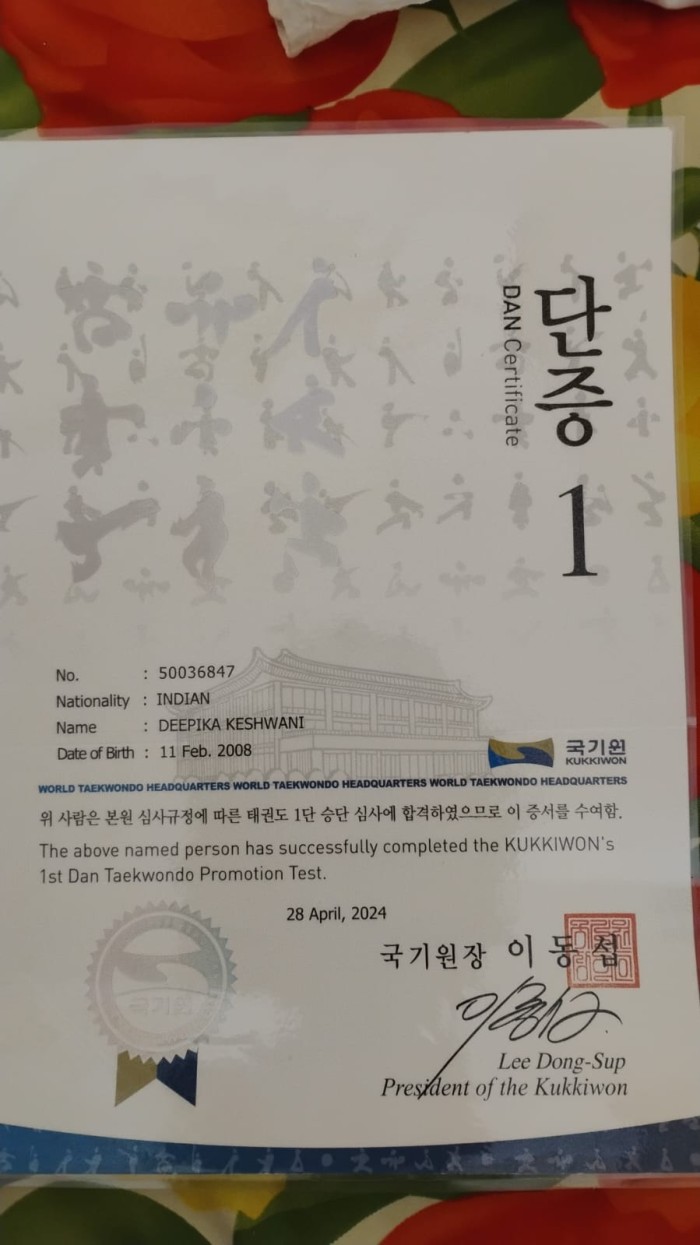 단증
DAN Certificate
1
No. : 50036847
Nationality : INDIAN
Name : DEEPIKA KESHWANI
Date of Birth : 11 Feb. 2008
국기원
KUKKIWON
WORLD TAEKWONDO HEADQUARTERS WORLD TAEKWONDO HEADQUARTERS WORLD TAEKWONDO HEADQUARTERS
위 사람은 본원 심사규정에 따른 태권도 1단 승단 심사에 합격하였으므로 이 증서를 수여함.
The above named person has successfully completed the KUKKIWON's
1st Dan Taekwondo Promotion Test.
28 April, 2024
국기원장 이동섭
국기원
Lee Dong-Sup
President of the Kukkiwon